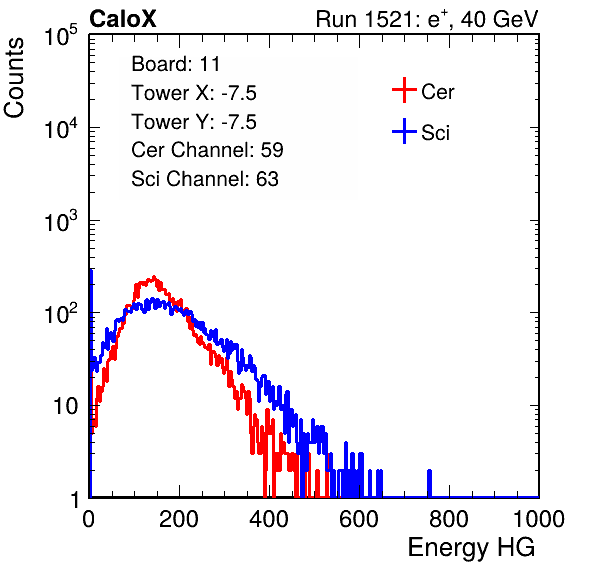 CaloX Run 1521: e⁺, 40 GeV
Counts
Board: 11
Tower X: -7.5
Tower Y: -7.5
Cer Channel: 59
Sci Channel: 63
Cer
Sci
10⁵
10⁴
10³
10²
10
1
0 200 400 600 800 1000
Energy HG